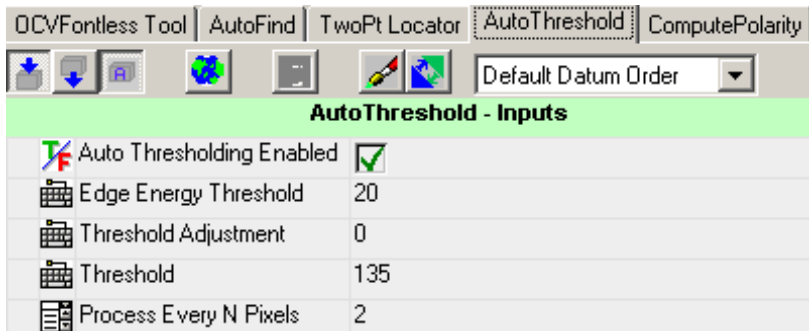 OCVFontless Tool AutoFind TwoPt Locator AutoThreshold ComputePolarity
A Default Datum Order
AutoThreshold - Inputs
T/F Auto Thresholding Enabled
Edge Energy Threshold 20
Threshold Adjustment 0
Threshold 135
Process Every N Pixels 2